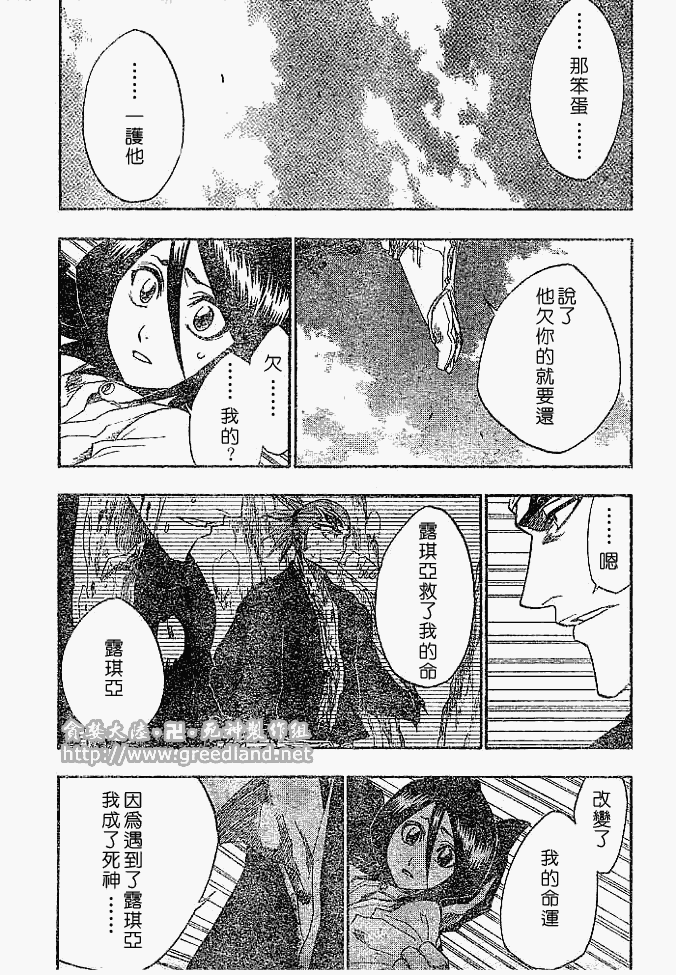 ……
那笨蛋……
……
一護他
說了
他欠你的就要還
欠……
……我的？
……嗯
露琪亞救了我的命
露琪亞
改變了
我的命運
因為遇到了露琪亞
我成了死神……
貪婪大陸·卍·死神製作組
http://www.greedland.net